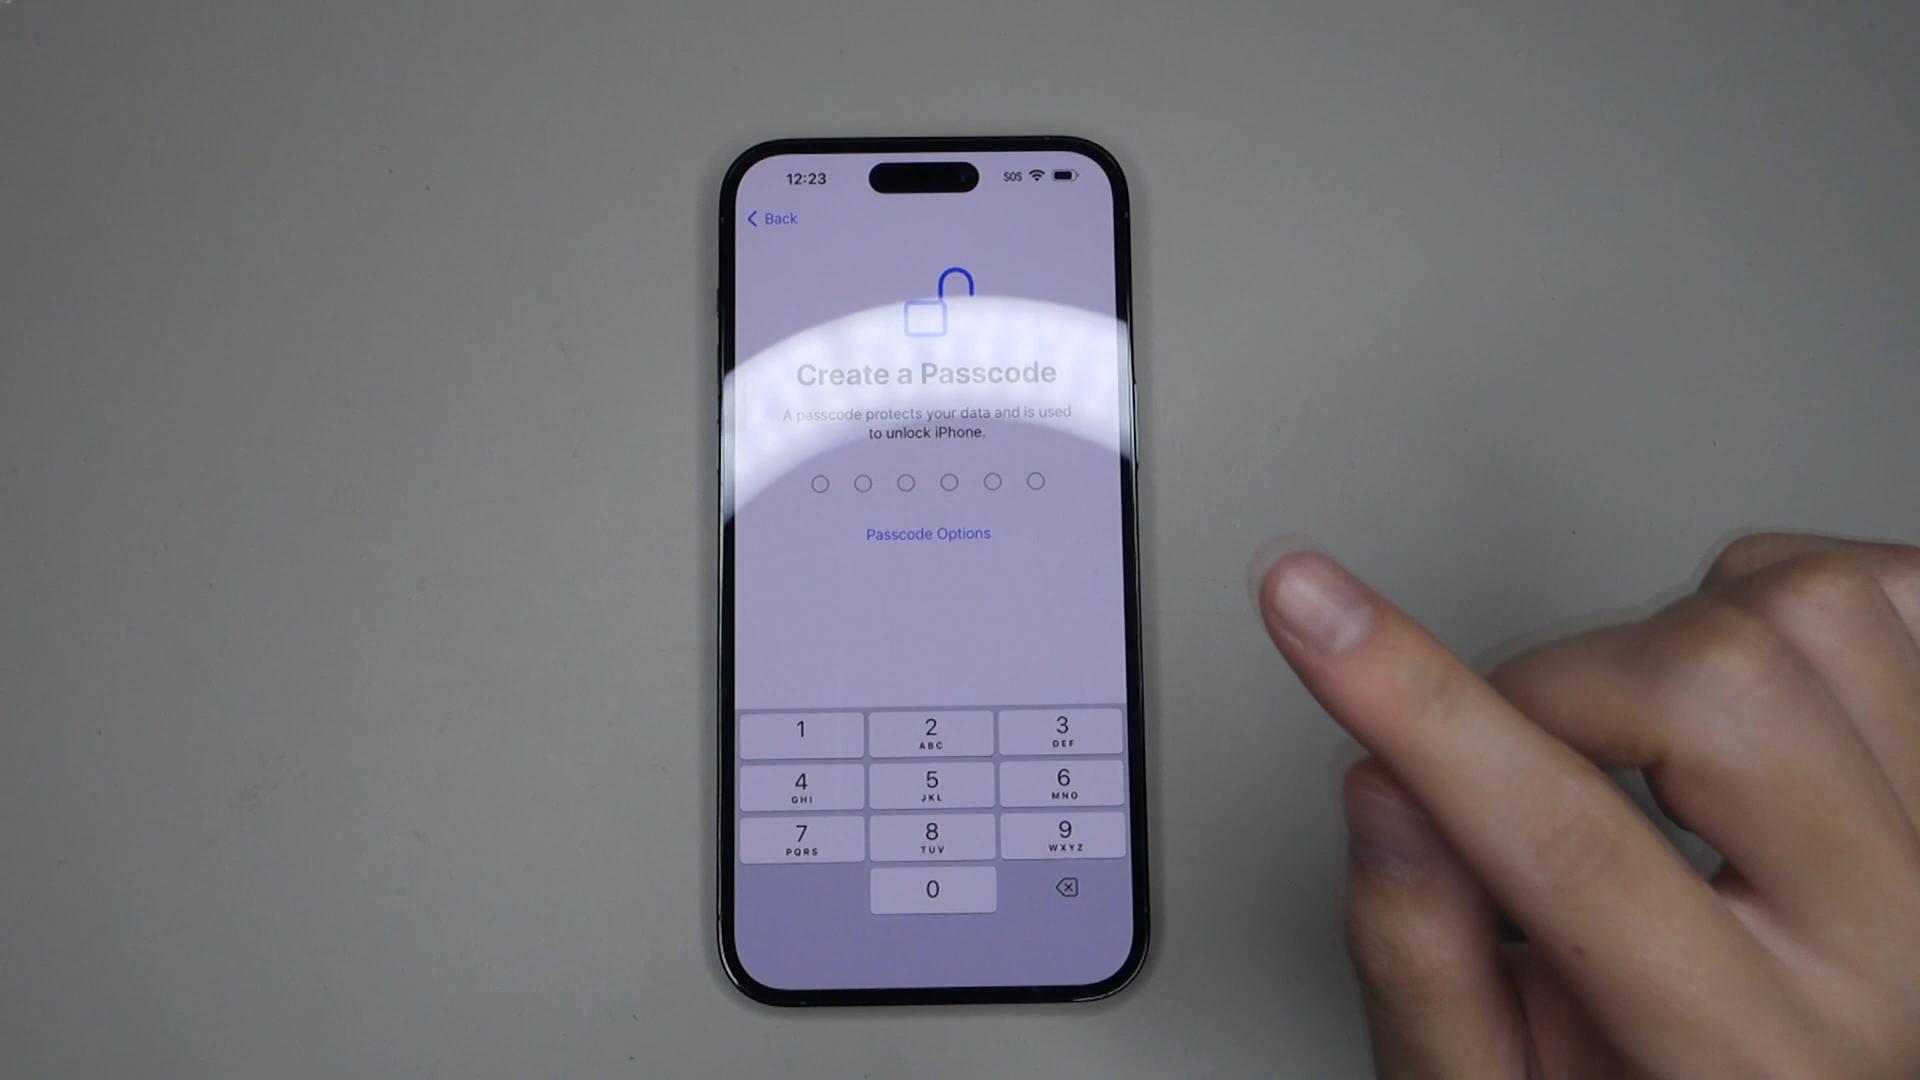 12:23
SOS
Back
Create a Passcode
A passcode protects your data and is used
to unlock iPhone.
Passcode Options
1
2
ABC
3
DEF
4
GHI
5
JKL
6
MNO
7
PQRS
8
TUV
9
WXYZ
0